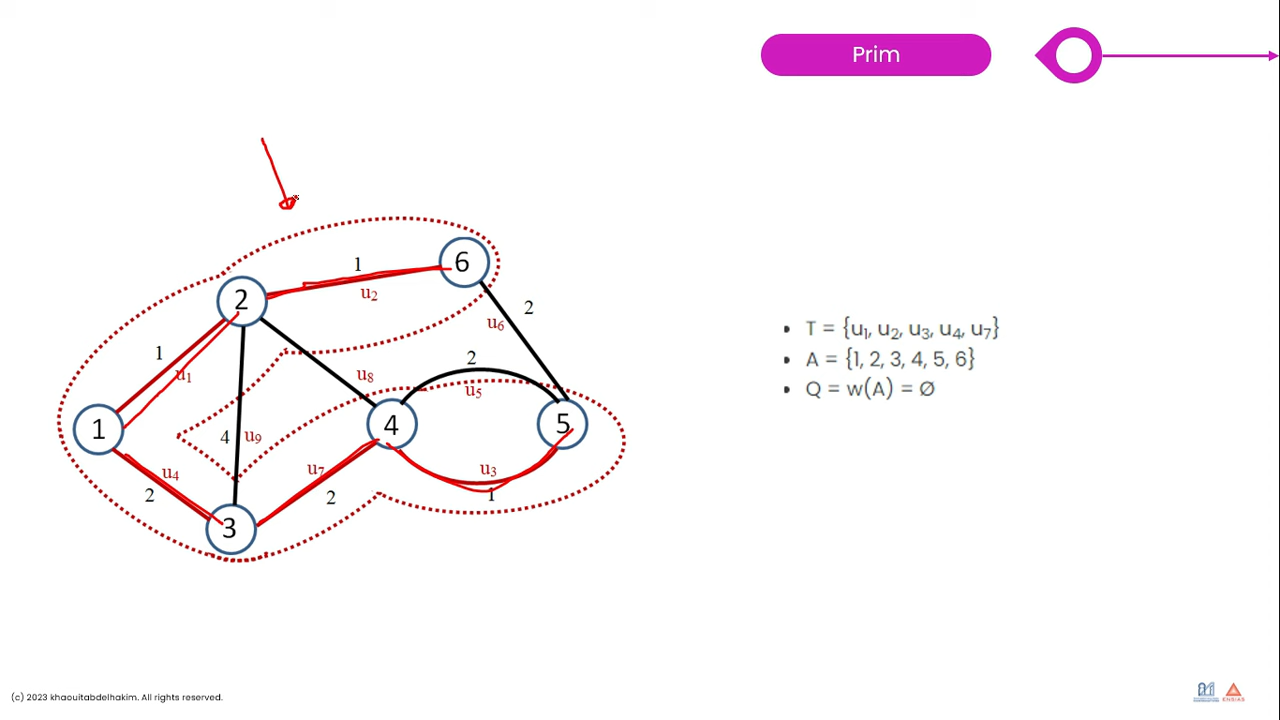 Prim
1
u₂
6
2
2
u₆
1
u₁
u₈
2
u₅
1
4
u₉
4
5
u₄
2
u₇
2
u₃
1
3
• T = {u₁, u₂, u₃, u₄, u₇}
• A = {1, 2, 3, 4, 5, 6}
• Q = w(A) = Ø
(c) 2023 khaouitabdelhakim. All rights reserved.
ENSIAS